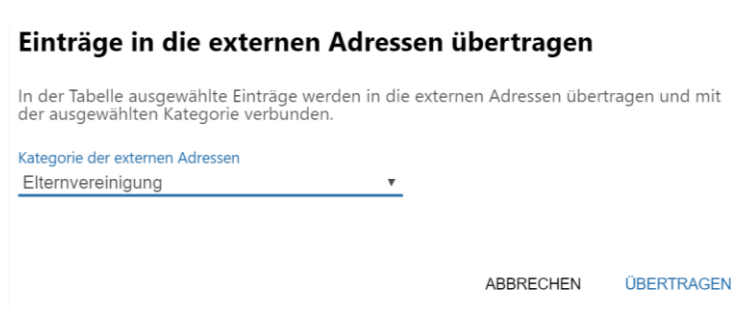 Einträge in die externen Adressen übertragen
In der Tabelle ausgewählte Einträge werden in die externen Adressen übertragen und mit
der ausgewählten Kategorie verbunden.
Kategorie der externen Adressen
Elternvereinigung
ABBRECHEN ÜBERTRAGEN